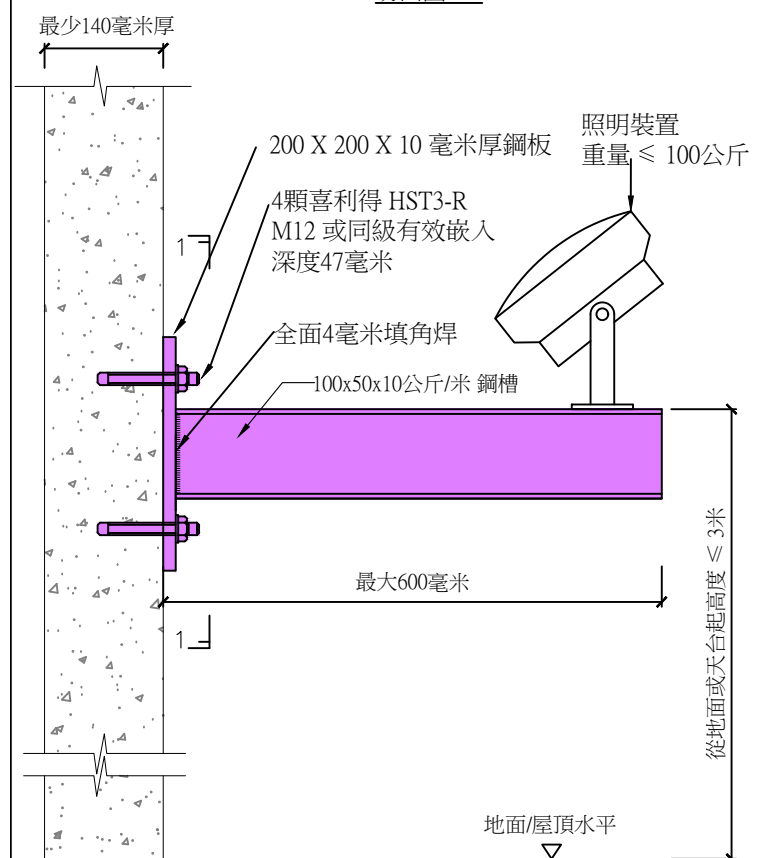 最少140毫米厚
200 X 200 X 10 毫米厚鋼板
照明裝置
重量 ≤ 100公斤
4顆喜利得 HST3-R
M12 或同級有效嵌入
深度47毫米
1
全面4毫米填角焊
100x50x10公斤/米 鋼槽
最大600毫米
1
從地面或天台起高度 ≤ 3米
地面/屋頂水平